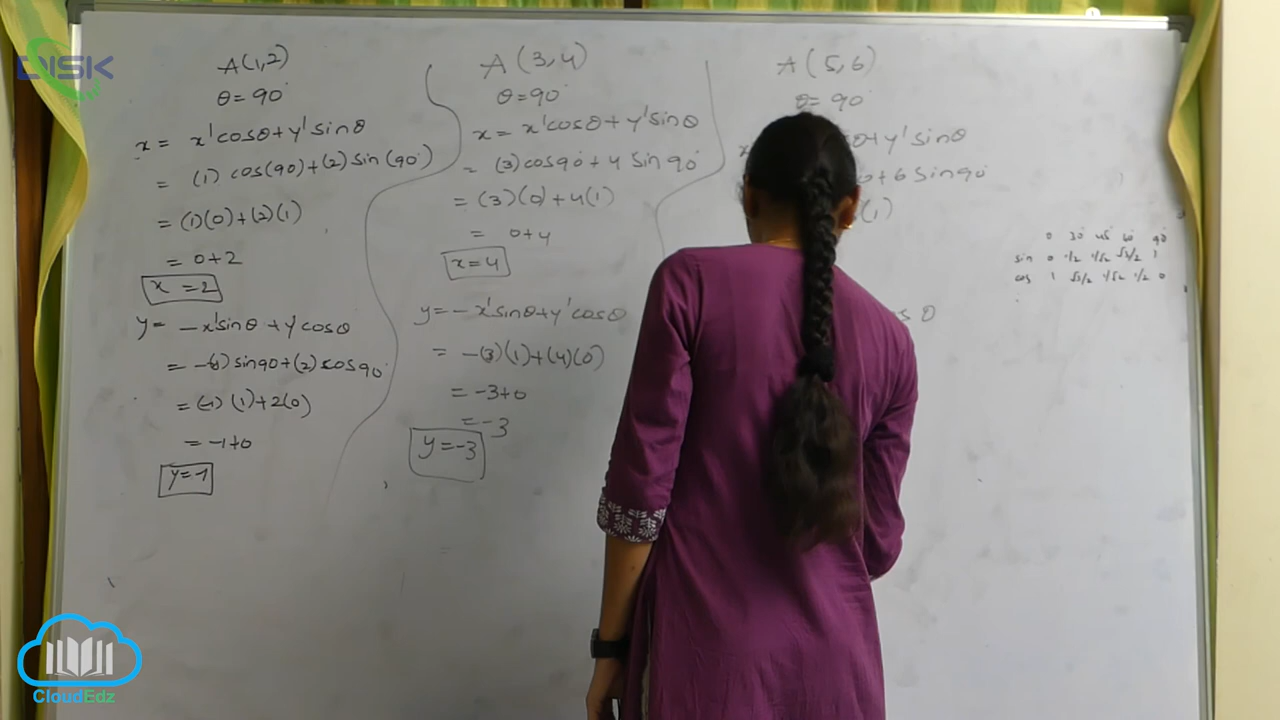 DISK
A(1,2)
θ=90°
x = x'cosθ+y'sinθ
= (1) cos(90)+(2) sin(90°)
= (1)(0)+(2)(1)
= 0+2
x = 2
y= -x'sinθ +y'cosθ
= -(1) sin90+(2) cos90
= (-1) (1)+2(0)
= -1+0
y=-1
A (3,4)
θ=90°
x= x'cosθ+y'sinθ
= (3)cos90+4 Sin 90°
= (3)(0)+4(1)
= 0+4
x=4
y=-x'sinθ+y'cosθ
= -(3)(1)+(4)(0)
= -3+0
= -3
y=-3
A (5,6)
θ= 90°
θ+y'sinθ
+6 Sin90°
(1)
θ
0 30° 45° 60° 90°
sin 0 1/2 1/√2 √3/2 1
cos 1 √3/2 1/√2 1/2 0
CloudEdz